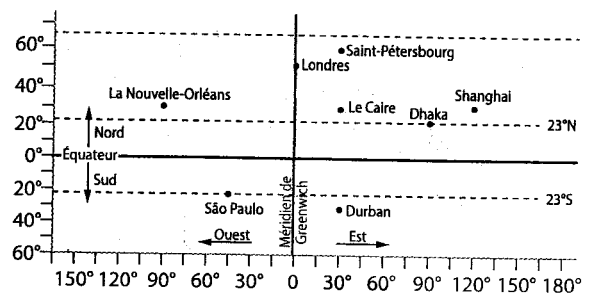 60°
Saint-Pétersbourg
Londres
40°
La Nouvelle-Orléans
Le Caire
Dhaka
Shanghai
20°
Nord
23°N
0°
Équateur
20°
Sud
23°S
São Paulo
Méridien de
Greenwich
Durban
40°
Ouest
Est
60°
150° 120° 90° 60° 30° 0 30° 60° 90° 120° 150° 180°